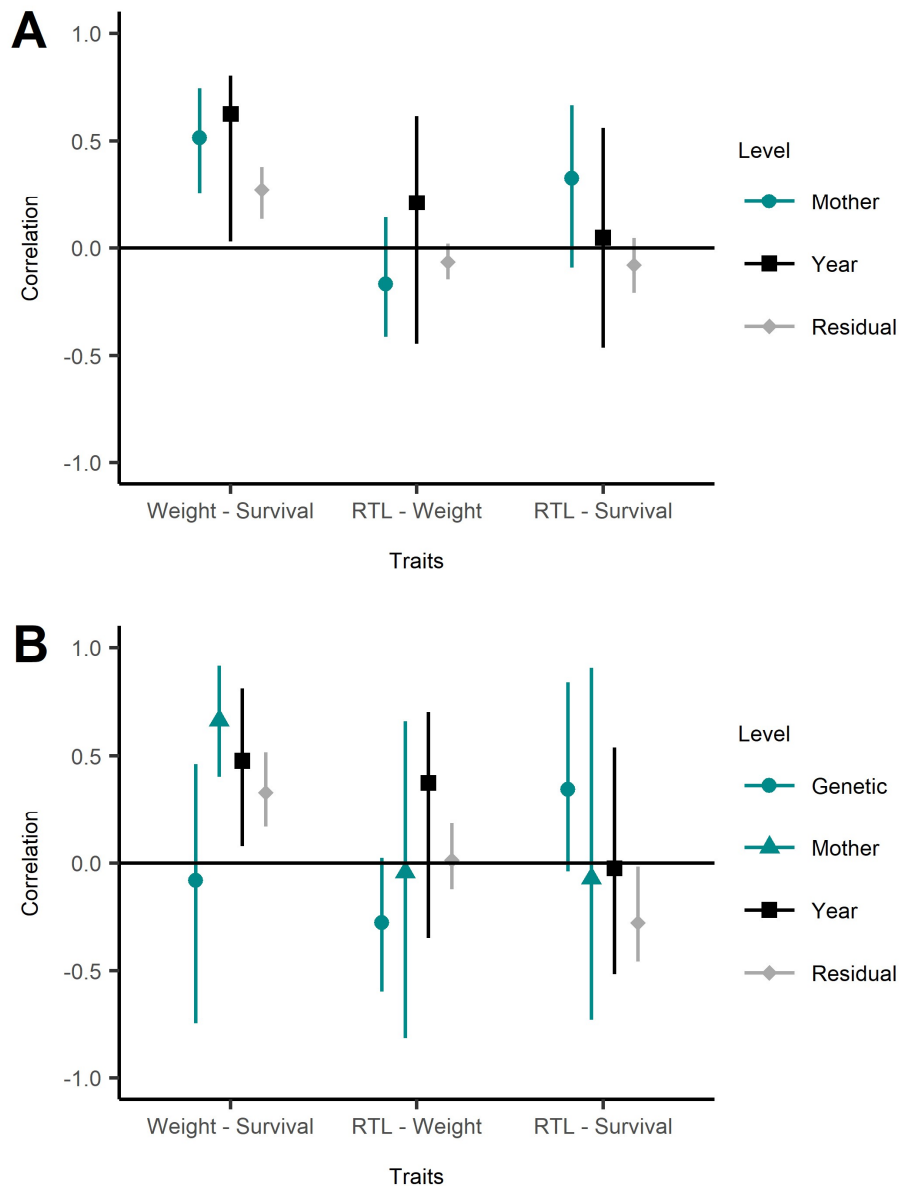 A
1.0
0.5
0.0
-0.5
-1.0
Correlation
Weight - Survival
RTL - Weight
RTL - Survival
Traits
Level
Mother
Year
Residual
B
1.0
0.5
0.0
-0.5
-1.0
Correlation
Weight - Survival
RTL - Weight
RTL - Survival
Traits
Level
Genetic
Mother
Year
Residual